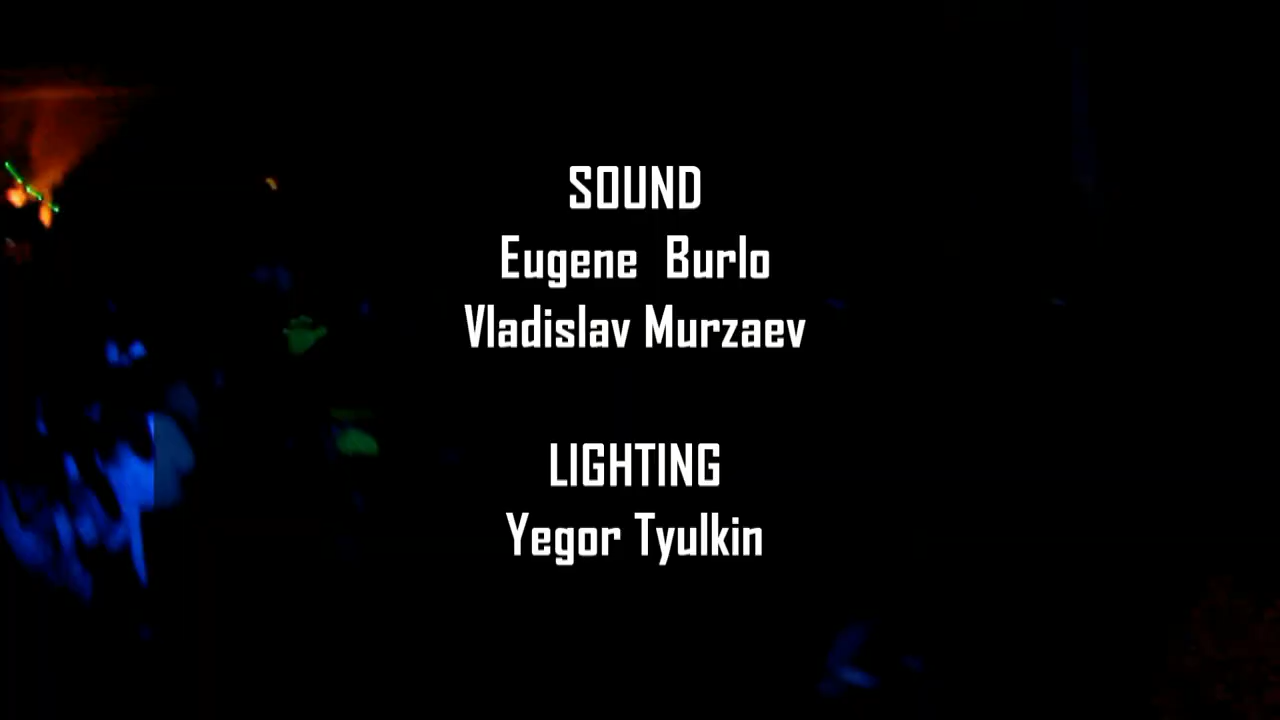 SOUND
Eugene  Burlo
Vladislav Murzaev
LIGHTING
Yegor Tyulkin